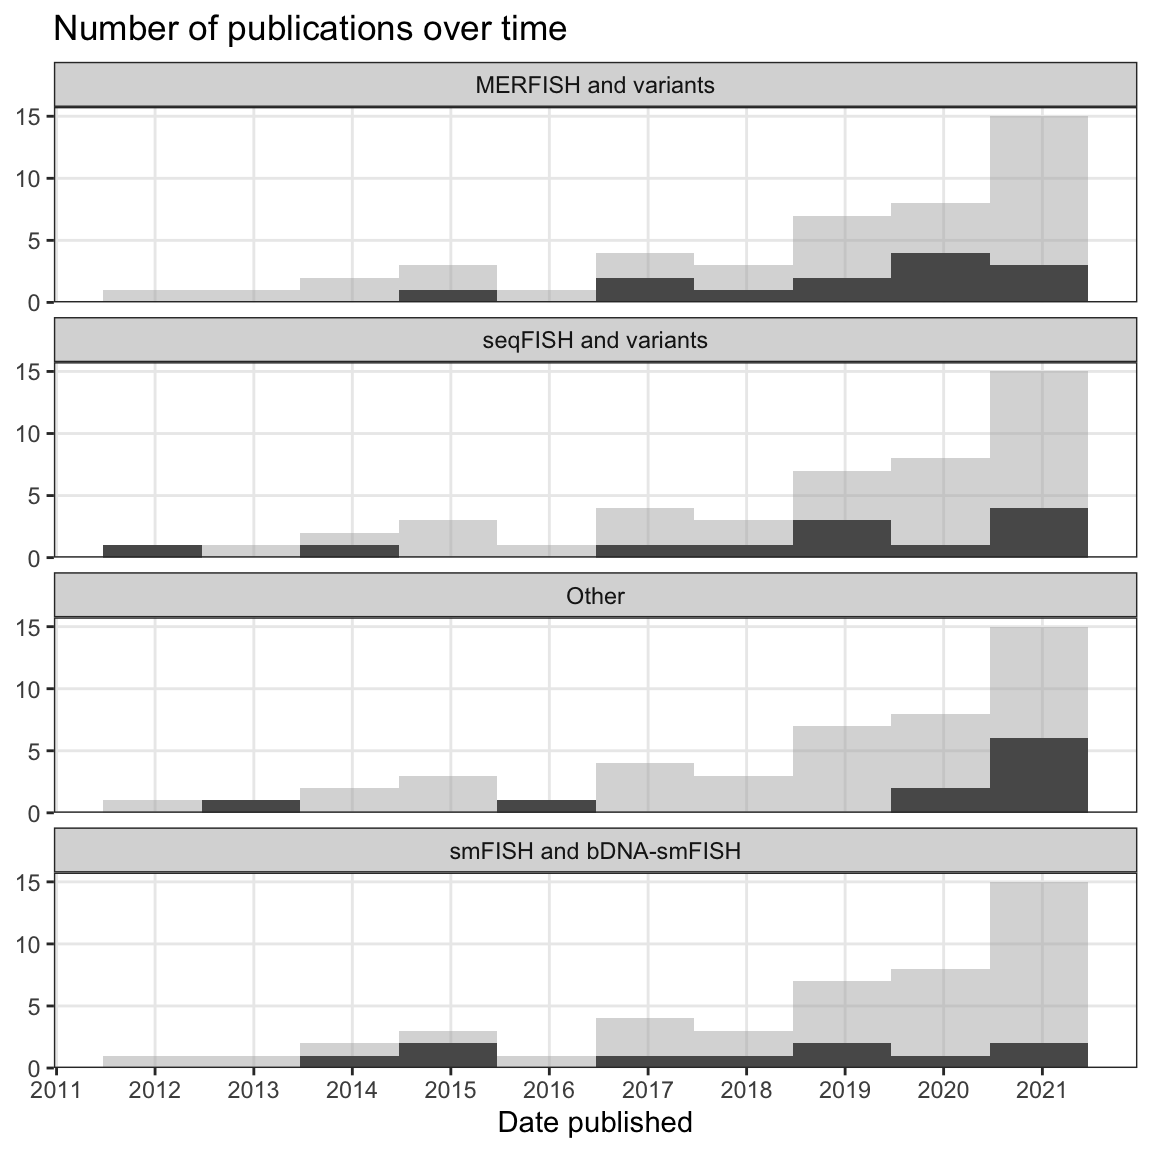 Number of publications over time
MERFISH and variants
15
10
5
0
seqFISH and variants
15
10
5
0
Other
15
10
5
0
smFISH and bDNA-smFISH
15
10
5
0
2011 2012 2013 2014 2015 2016 2017 2018 2019 2020 2021
Date published